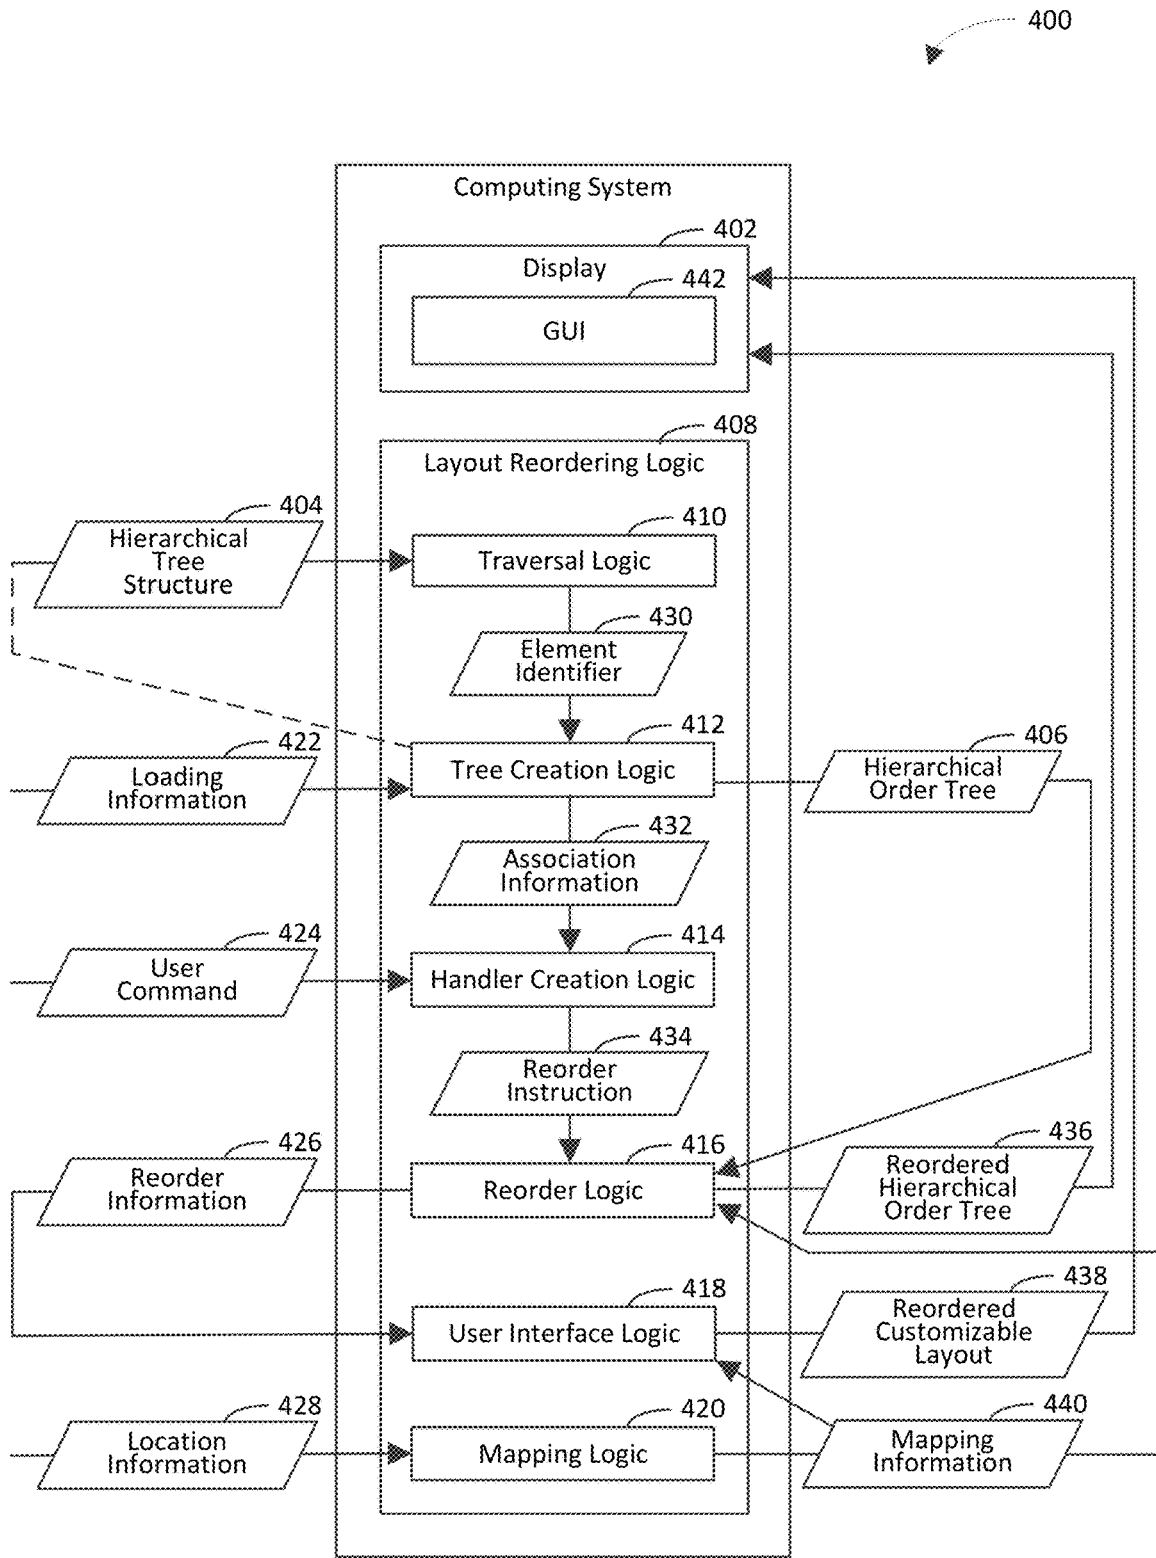 400
Computing System
402
Display
442
GUI
408
Layout Reordering Logic
404
Hierarchical
Tree
Structure
410
Traversal Logic
430
Element
Identifier
422
Loading
Information
412
Tree Creation Logic
406
Hierarchical
Order Tree
432
Association
Information
424
User
Command
414
Handler Creation Logic
434
Reorder
Instruction
426
Reorder
Information
416
Reorder Logic
436
Reordered
Hierarchical
Order Tree
418
User Interface Logic
438
Reordered
Customizable
Layout
428
Location
Information
420
Mapping Logic
440
Mapping
Information